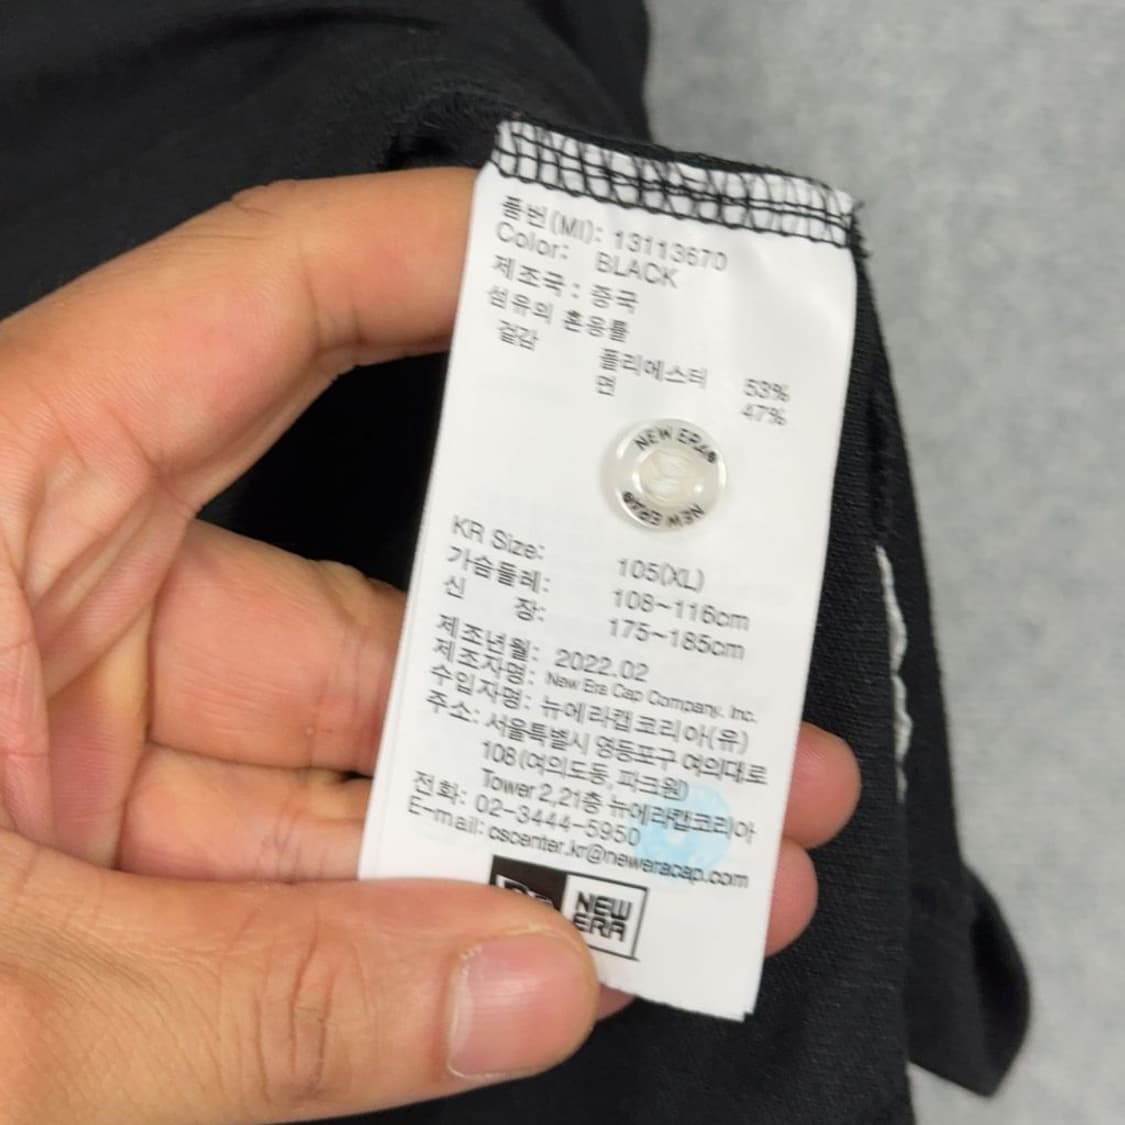 품번(MI): 13113670
Color: BLACK
제조국 : 중국
섬유의 혼용률
겉감 폴리에스터 53%
면 47%
NEW ERA®
NEW ERA®
KR Size: 105(XL)
가슴둘레: 108~116cm
신 장: 175~185cm
제조년월: 2022.02
제조자명: New Era Cap Company. Inc.
수입자명: 뉴에라캡코리아(유)
주소: 서울특별시 영등포구 여의대로
108(여의도동, 파크원)
Tower 2,21층 뉴에라캡코리아
전화: 02-3444-5950
E-mail: cscenter.kr@neweracap.com
NEW
ERA